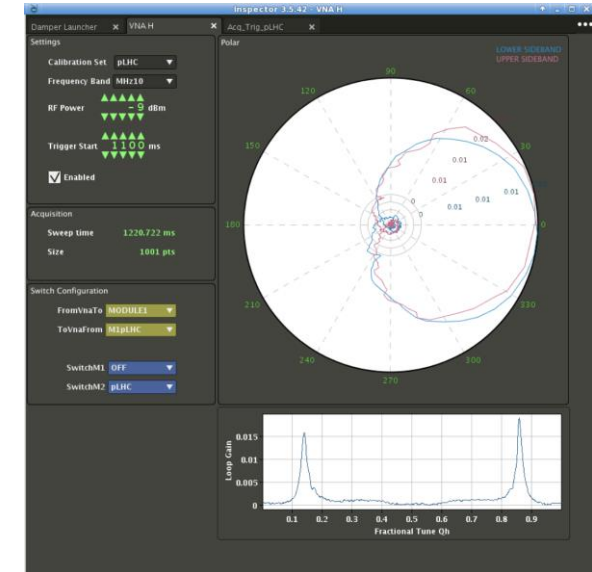 Inspector 3.5.42 - VNA H
Damper Launcher
VNA H
Acq_Trig_pLHC
Settings
Calibration Set pLHC
Frequency Band MHz10
RF Power - 9 dBm
Trigger Start 1100 ms
Enabled
Acquisition
Sweep time 1220.722 ms
Size 1001 pts
Switch Configuration
FromVnaTo MODULE1
ToVnaFrom M1pLHC
SwitchM1 OFF
SwitchM2 pLHC
Polar
LOWER SIDEBAND
UPPER SIDEBAND
90
120 60
150 30
180 0
210 330
240 300
270
0.02
0.01
0.01
0.01
0.01
0.01
0
0
Loop Gain
0.015
0.01
0.005
0
0.1 0.2 0.3 0.4 0.5 0.6 0.7 0.8 0.9
Fractional Tune Qh